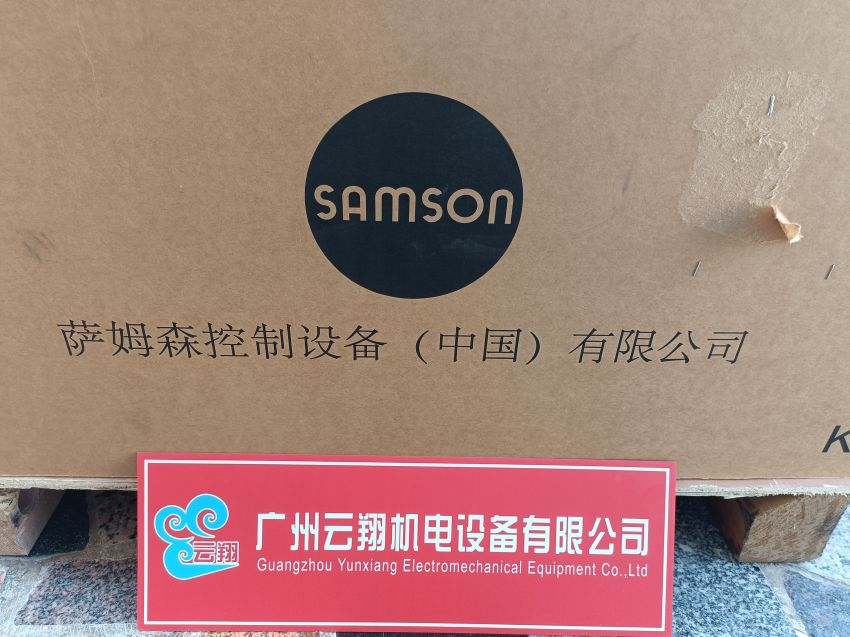 SAMSON
萨姆森控制设备（中国）有限公司
K
云翔
广州云翔机电设备有限公司
Guangzhou Yunxiang Electromechanical Equipment Co.,Ltd